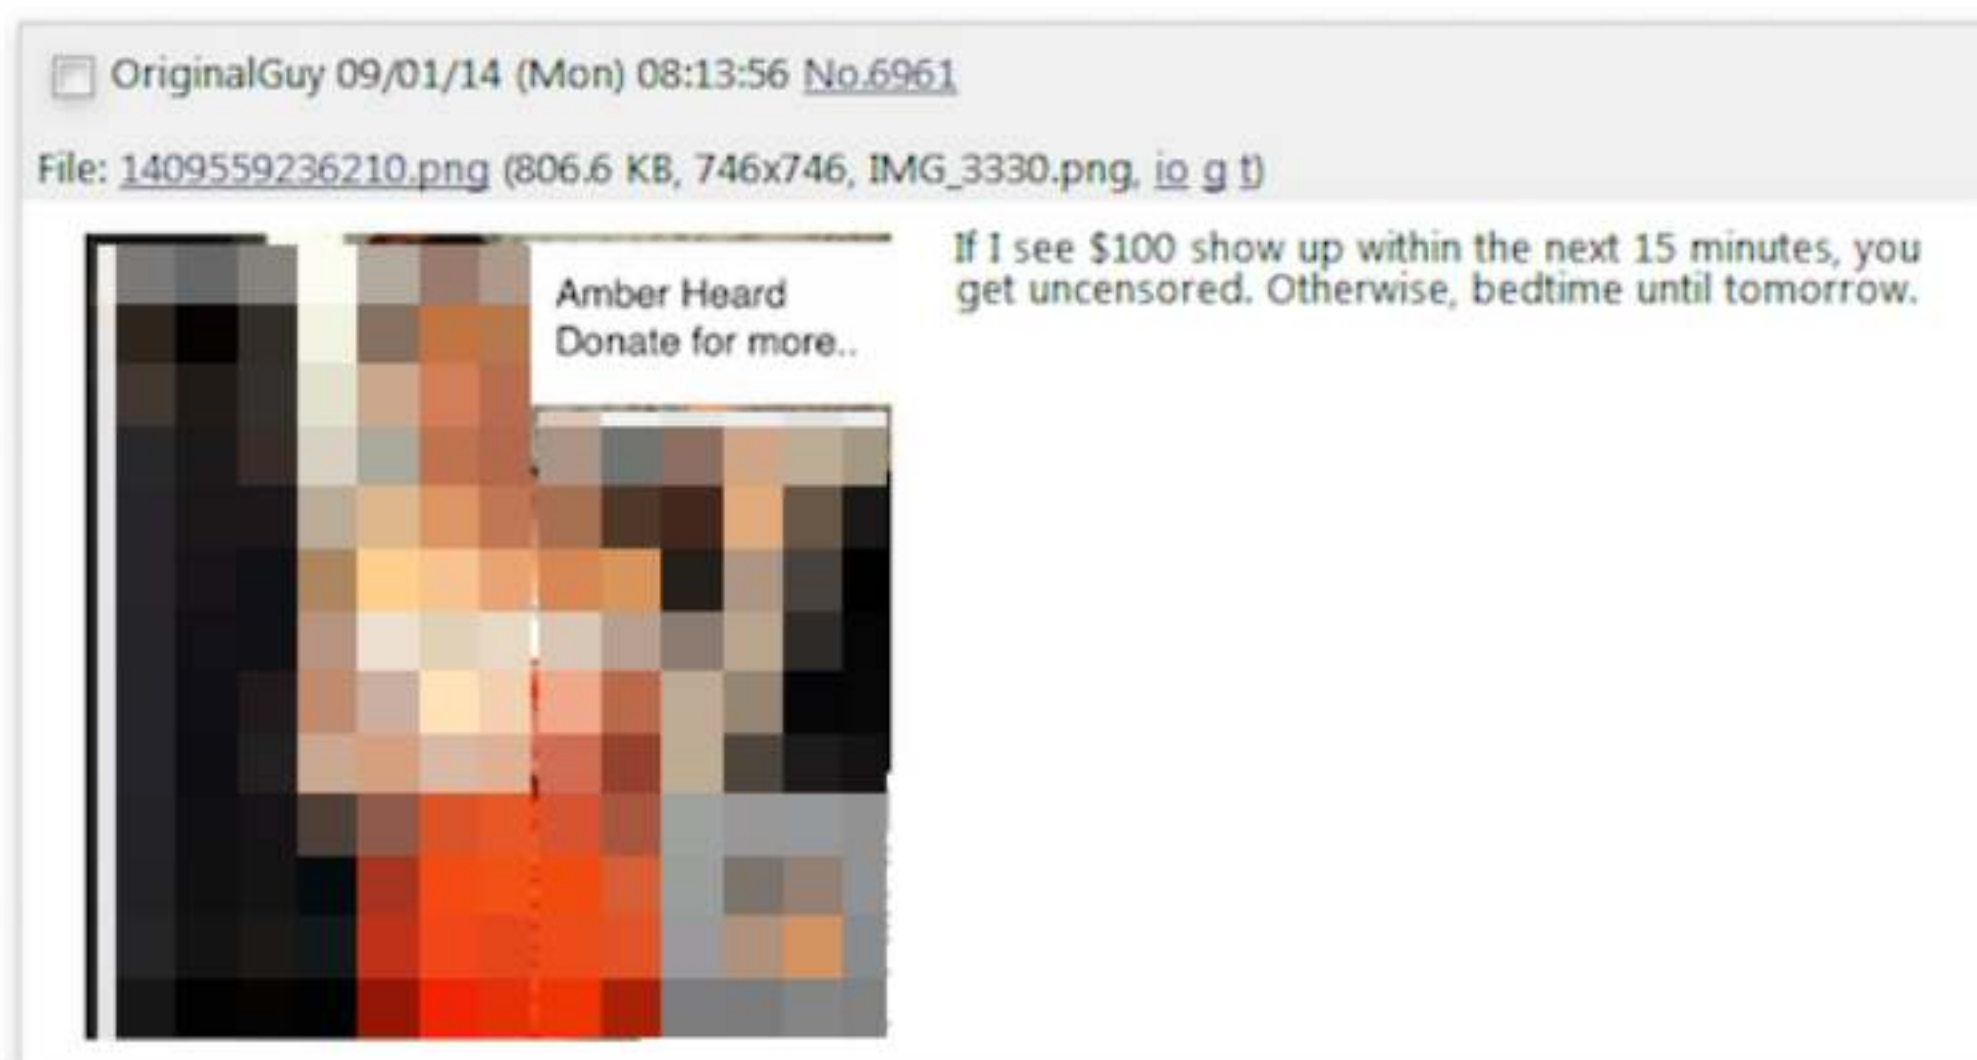 OriginalGuy 09/01/14 (Mon) 08:13:56 No.6961
File: 1409559236210.png (806.6 KB, 746x746, IMG_3330.png, io g t)
Amber Heard
Donate for more..
If I see $100 show up within the next 15 minutes, you
get uncensored. Otherwise, bedtime until tomorrow.